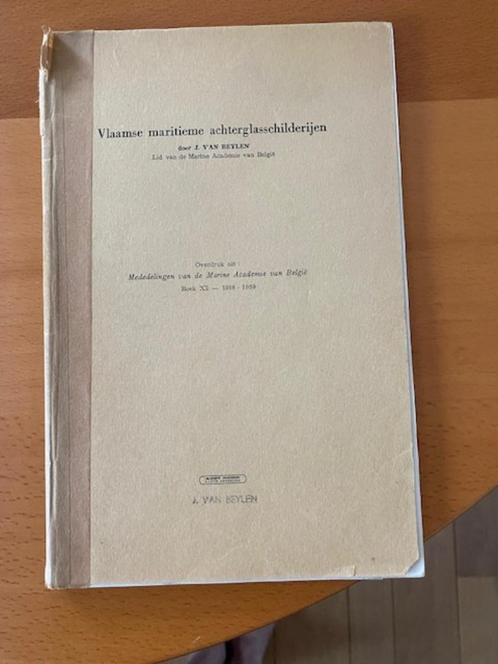 Vlaamse maritieme achterglasschilderijen
door J. VAN BEYLEN
Lid van de Marine Academie van België
Overdruk uit :
Mededelingen van de Marine Academie van België
Boek XI — 1958 - 1959
J. VAN BEYLEN